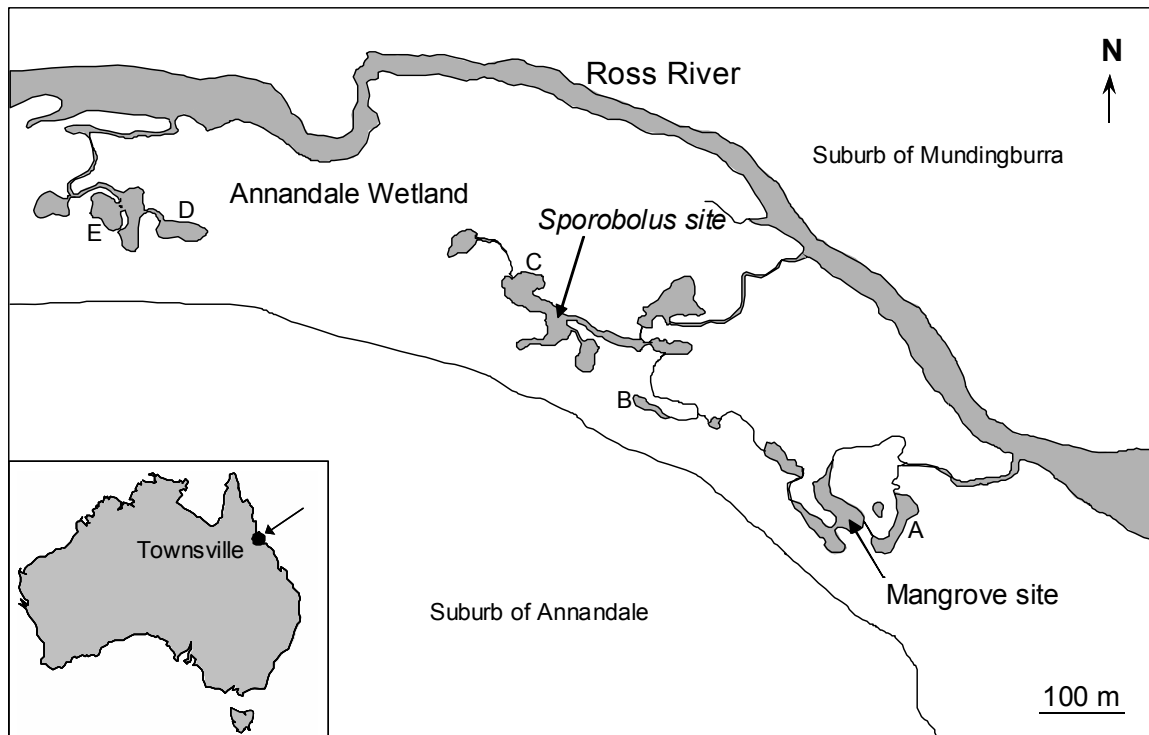 N
Ross River
Suburb of Mundingburra
Annandale Wetland
D
E
Sporobolus site
C
B
A
Mangrove site
Townsville
Suburb of Annandale
100 m